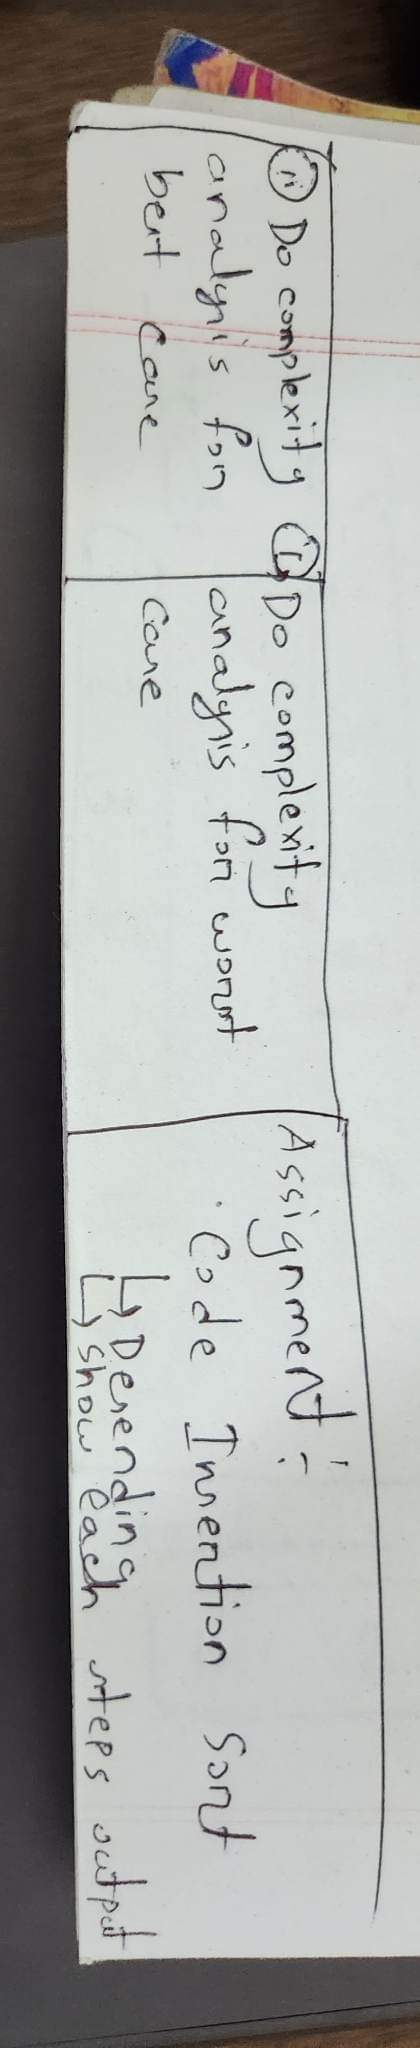 (ii) Do complexity
analysis for
best case
(i) Do complexity
analysis for worst
case
Assignment :-
. Code Insertion Sort
↳ Desending
↳ show each steps output